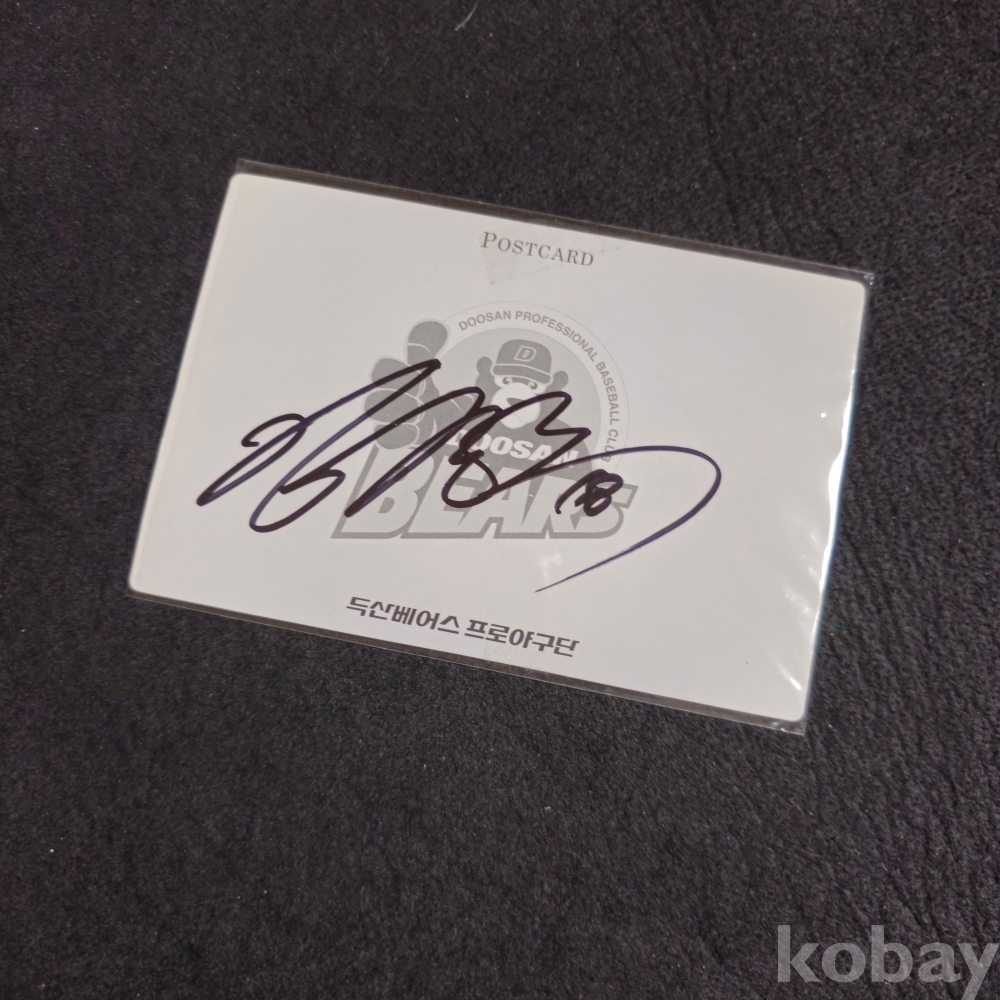 POSTCARD
DOOSAN PROFESSIONAL BASEBALL CLUB
D
DOOSAN
BEARS
18
두산베어스 프로야구단
kobay